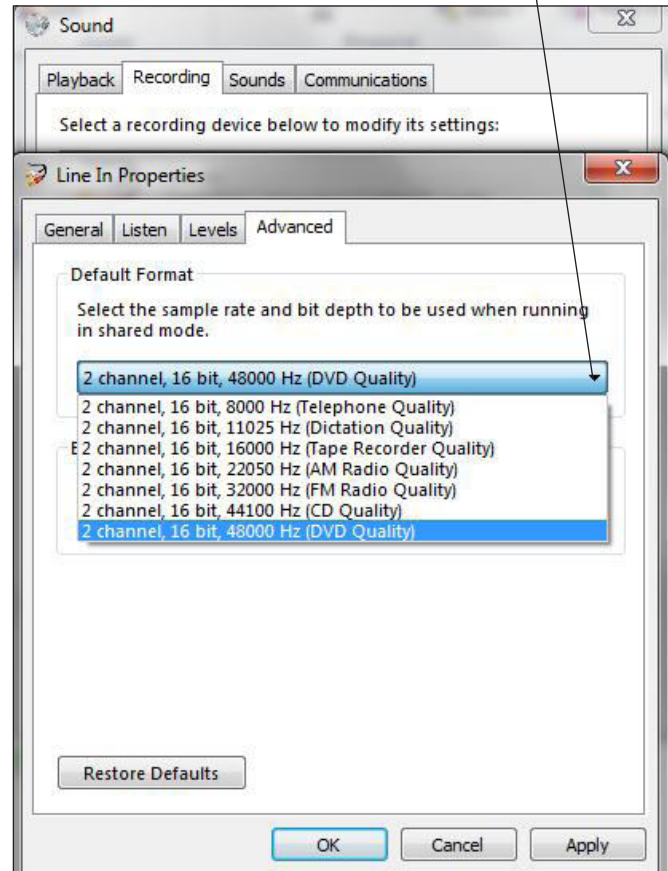 Sound
Playback Recording Sounds Communications
Select a recording device below to modify its settings:
Line In Properties
General Listen Levels Advanced
Default Format
Select the sample rate and bit depth to be used when running
in shared mode.
2 channel, 16 bit, 48000 Hz (DVD Quality)
2 channel, 16 bit, 8000 Hz (Telephone Quality)
2 channel, 16 bit, 11025 Hz (Dictation Quality)
2 channel, 16 bit, 16000 Hz (Tape Recorder Quality)
2 channel, 16 bit, 22050 Hz (AM Radio Quality)
2 channel, 16 bit, 32000 Hz (FM Radio Quality)
2 channel, 16 bit, 44100 Hz (CD Quality)
2 channel, 16 bit, 48000 Hz (DVD Quality)
Restore Defaults
OK Cancel Apply